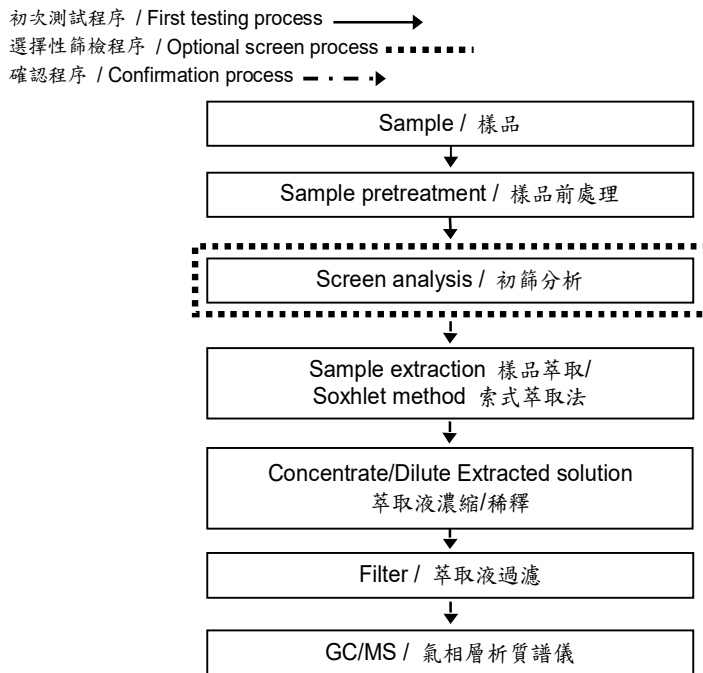 初次測試程序 / First testing process
選擇性篩檢程序 / Optional screen process
確認程序 / Confirmation process
Sample / 樣品
Sample pretreatment / 樣品前處理
Screen analysis / 初篩分析
Sample extraction 樣品萃取/
Soxhlet method 索式萃取法
Concentrate/Dilute Extracted solution
萃取液濃縮/稀釋
Filter / 萃取液過濾
GC/MS / 氣相層析質譜儀